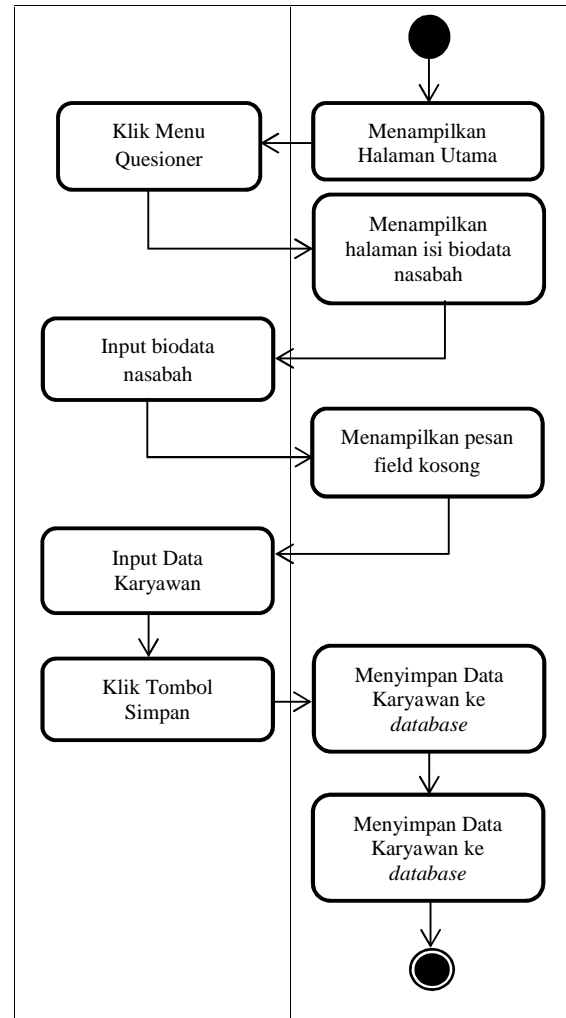 Menampilkan
Halaman Utama
Klik Menu
Quesioner
Menampilkan
halaman isi biodata
nasabah
Input biodata
nasabah
Menampilkan pesan
field kosong
Input Data
Karyawan
Klik Tombol
Simpan
Menyimpan Data
Karyawan ke
database
Menyimpan Data
Karyawan ke
database